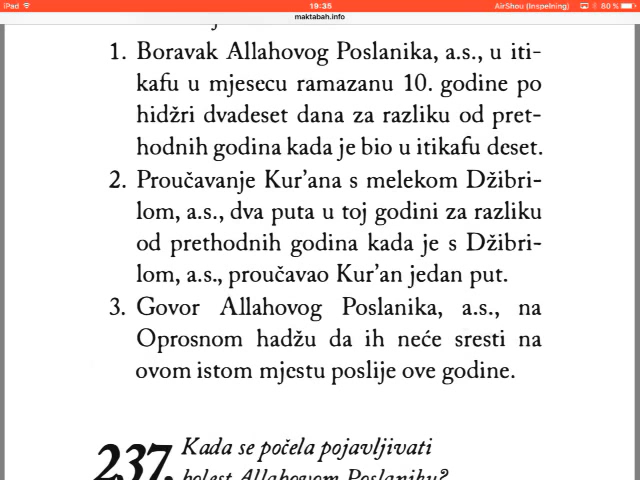 iPad 19:35 AirShou (Inspelning) 80 %
maktabah.info
1. Boravak Allahovog Poslanika, a.s., u iti-
kafu u mjesecu ramazanu 10. godine po
hidžri dvadeset dana za razliku od pret-
hodnih godina kada je bio u itikafu deset.
2. Proučavanje Kur'ana s melekom Džibri-
lom, a.s., dva puta u toj godini za razliku
od prethodnih godina kada je s Džibri-
lom, a.s., proučavao Kur'an jedan put.
3. Govor Allahovog Poslanika, a.s., na
Oprosnom hadžu da ih neće sresti na
ovom istom mjestu poslije ove godine.
237. Kada se počela pojavljivati
bolest Allahovom Poslaniku?